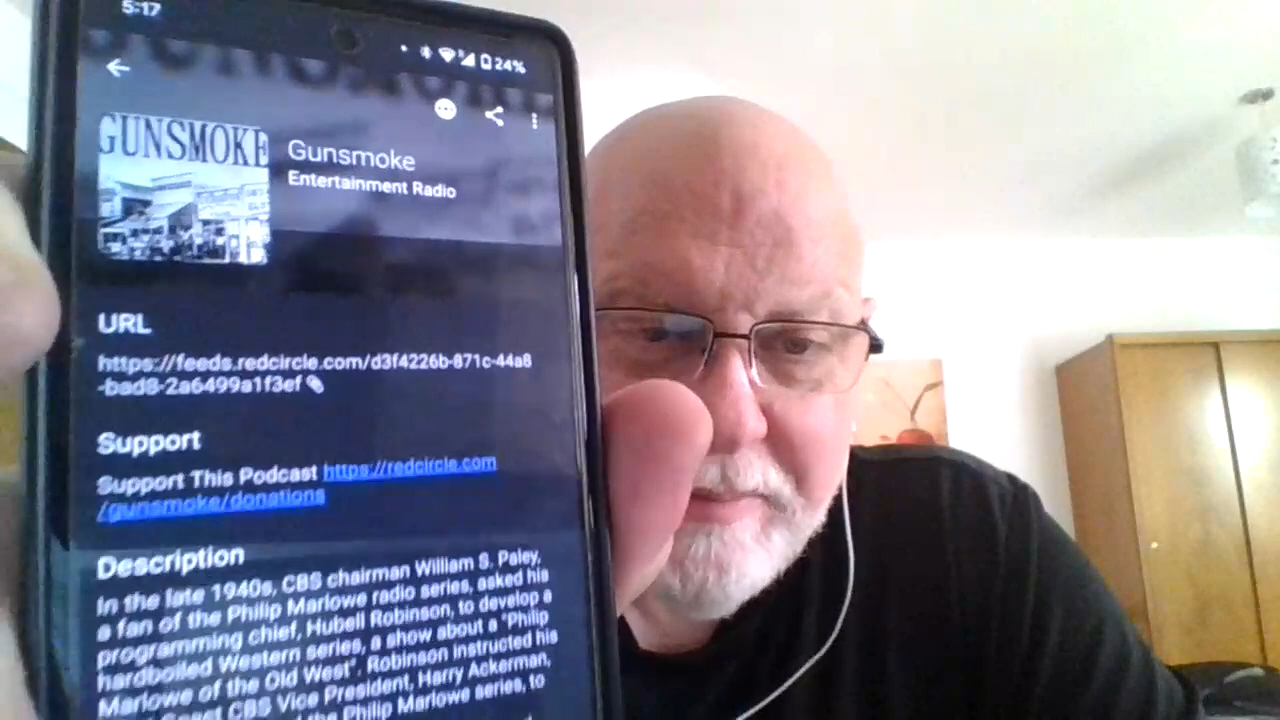 5:17
24%
GUNSMOKE
Gunsmoke
Entertainment Radio
URL
https://feeds.redcircle.com/d3f4226b-871c-44a8
-bad8-2a6499a1f3ef
Support
Support This Podcast https://redcircle.com
/gunsmoke/donations
Description
In the late 1940s, CBS chairman William S. Paley,
a fan of the Philip Marlowe radio series, asked his
programming chief, Hubell Robinson, to develop a
hardboiled Western series, a show about a "Philip
Marlowe of the Old West". Robinson instructed his
Coast CBS Vice President, Harry Ackerman,
the Philip Marlowe series, to